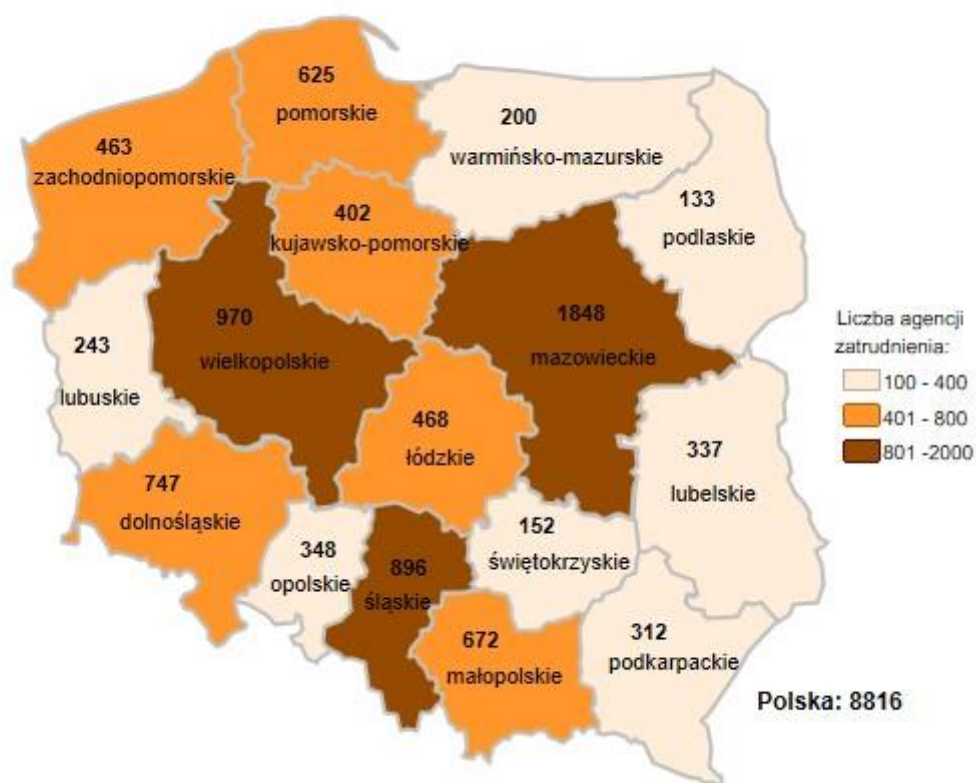 625
pomorskie
200
warmińsko-mazurskie
463
zachodniopomorskie
402
kujawsko-pomorskie
133
podlaskie
970
wielkopolskie
1848
mazowieckie
243
lubuskie
468
łódzkie
337
lubelskie
747
dolnośląskie
348
opolskie
896
śląskie
152
świętokrzyskie
672
małopolskie
312
podkarpackie
Liczba agencji
zatrudnienia:
100 - 400
401 - 800
801 -2000
Polska: 8816